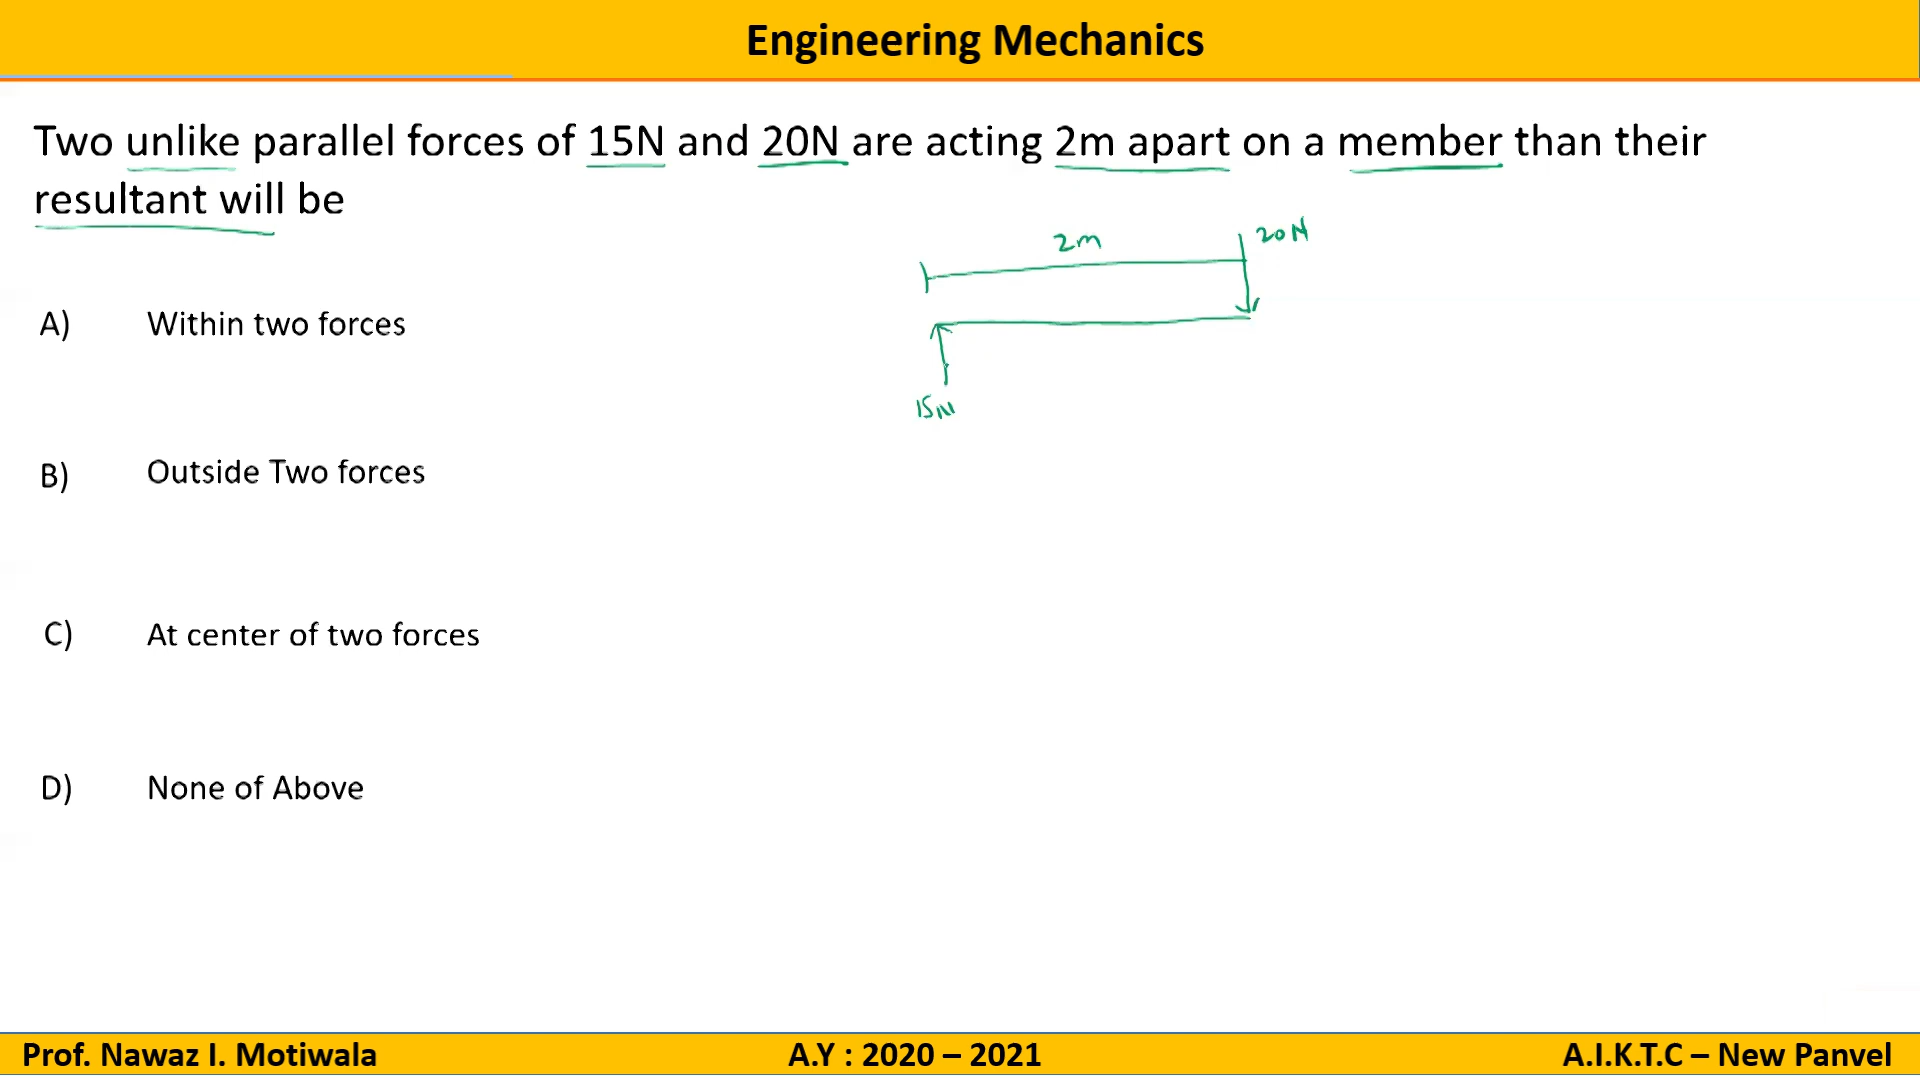 Engineering Mechanics
Two unlike parallel forces of 15N and 20N are acting 2m apart on a member than their
resultant will be
20N
2m
A) Within two forces
15N
B) Outside Two forces
C) At center of two forces
D) None of Above
Prof. Nawaz I. Motiwala A.Y : 2020 – 2021 A.I.K.T.C – New Panvel